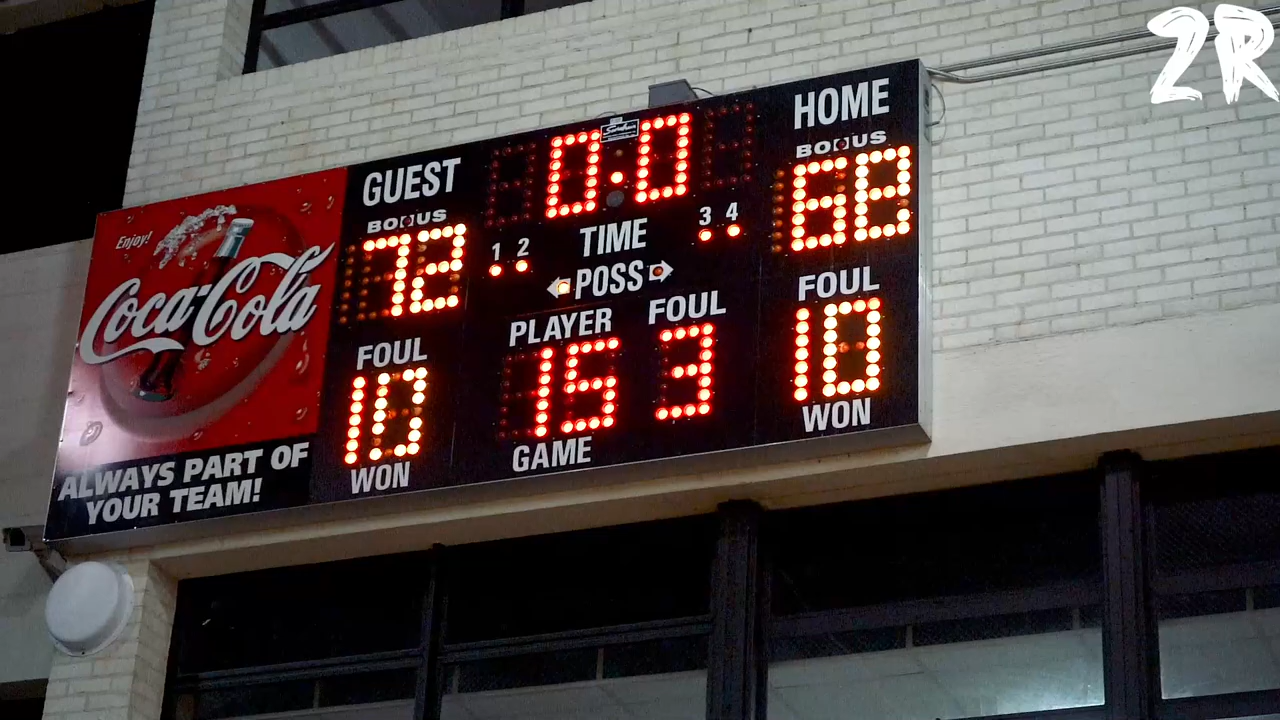 2R
HOME
BONUS
68
0:0
GUEST
BONUS
72
1 2
TIME
3 4
POSS
Enjoy!
Coca-Cola
ALWAYS PART OF
YOUR TEAM!
FOUL
10
WON
PLAYER
15
GAME
FOUL
3
FOUL
10
WON